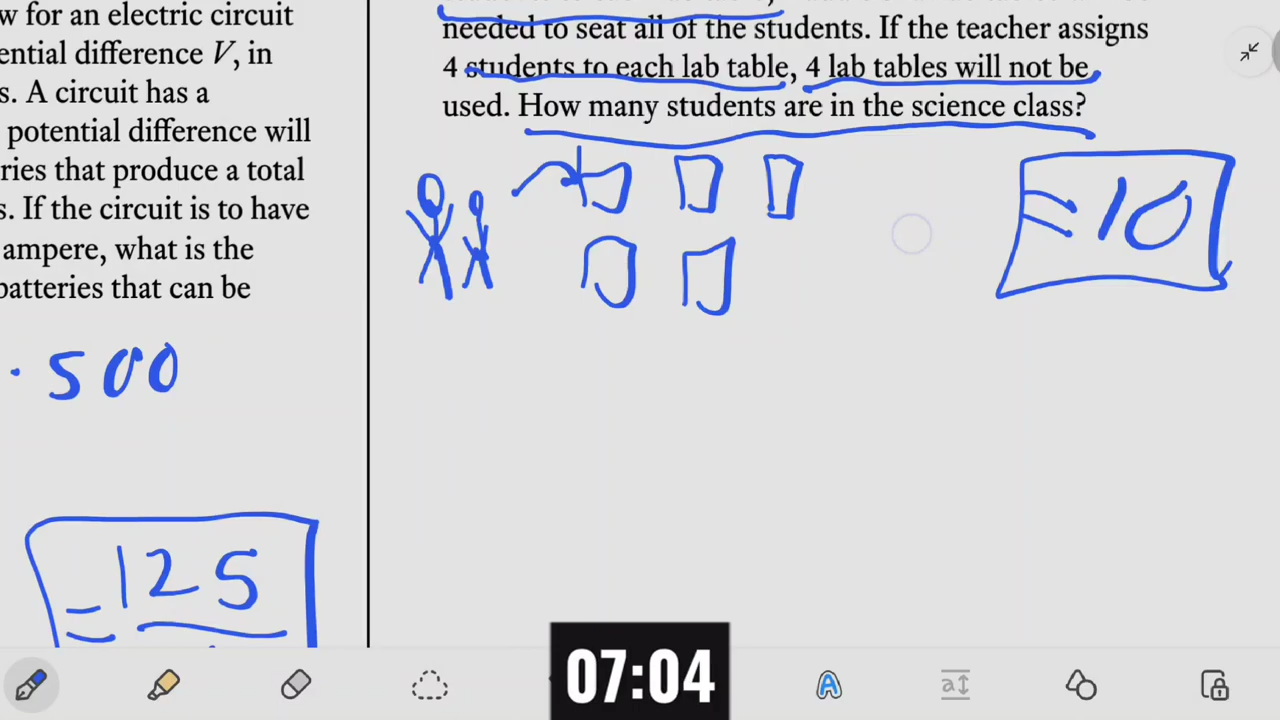 w for an electric circuit
ential difference V, in
s. A circuit has a
potential difference will
ries that produce a total
s. If the circuit is to have
ampere, what is the
batteries that can be
· 500
= 125
needed to seat all of the students. If the teacher assigns
4 students to each lab table, 4 lab tables will not be
used. How many students are in the science class?
= 10
07:04
A
a